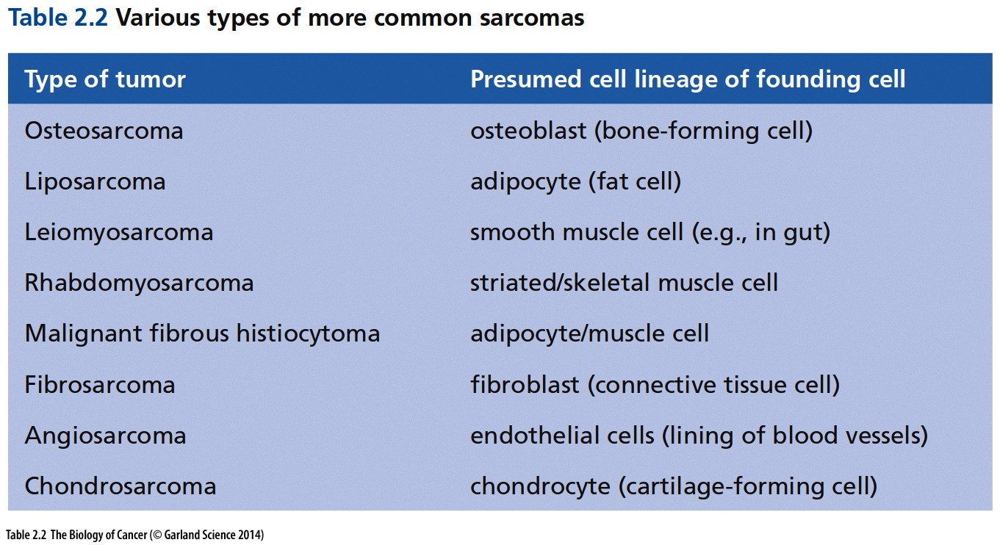 Table 2.2 Various types of more common sarcomas
Type of tumor Presumed cell lineage of founding cell
Osteosarcoma osteoblast (bone-forming cell)
Liposarcoma adipocyte (fat cell)
Leiomyosarcoma smooth muscle cell (e.g., in gut)
Rhabdomyosarcoma striated/skeletal muscle cell
Malignant fibrous histiocytoma adipocyte/muscle cell
Fibrosarcoma fibroblast (connective tissue cell)
Angiosarcoma endothelial cells (lining of blood vessels)
Chondrosarcoma chondrocyte (cartilage-forming cell)
Table 2.2 The Biology of Cancer (© Garland Science 2014)